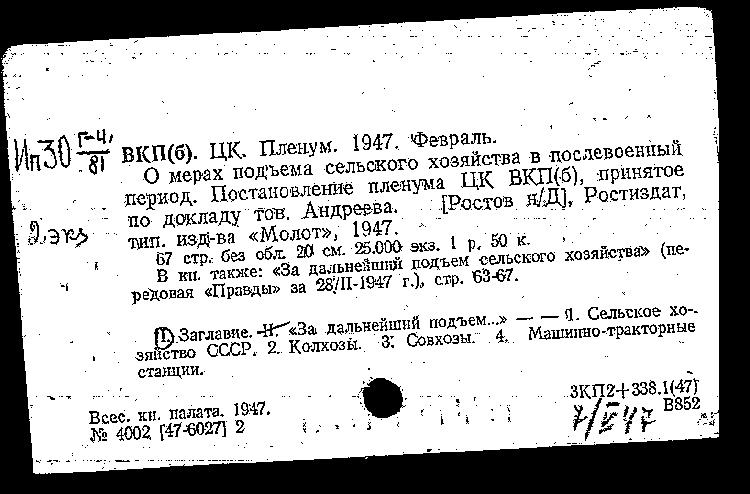 Ип30 Г-4,
81
ВКП(б). ЦК. Пленум. 1947. Февраль.
О мерах подъема сельского хозяйства в послевоенный
период. Постановление пленума ЦК ВКП(б), принятое
по докладу тов. Андреева. [Ростов н/Д], Ростиздат,
тип. изд-ва «Молот», 1947.
2 экз
67 стр. без обл. 20 см. 25.000 экз. 1 р. 50 к.
В кн. также: «За дальнейший подъем сельского хозяйства» (пе-
редовая «Правды» за 28/II-1947 г.), стр. 63-67.
(I.) Заглавие. II. «За дальнейший подъем...» — — 1. Сельское хо-
зяйство СССР. 2. Колхозы. 3. Совхозы. 4. Машинно-тракторные
станции.
Всес. кн. палата. 1947.
№ 4002 [47-6027] 2
3КП2+338.1(47)
В852